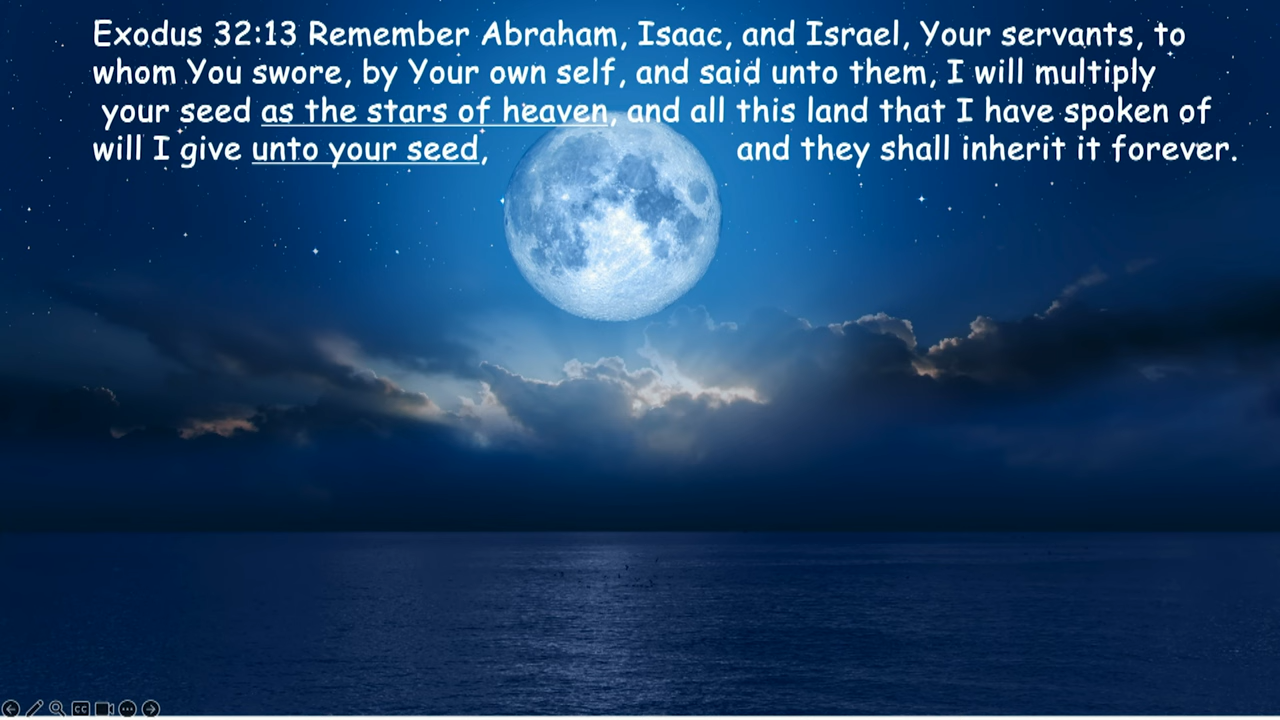 Exodus 32:13 Remember Abraham, Isaac, and Israel, Your servants, to
whom You swore, by Your own self, and said unto them, I will multiply
your seed as the stars of heaven, and all this land that I have spoken of
will I give unto your seed, and they shall inherit it forever.
CC